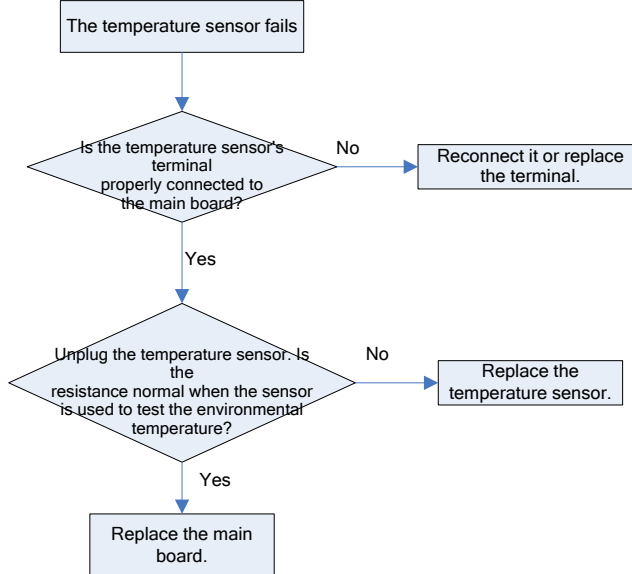 The temperature sensor fails
Is the temperature sensor's
terminal
properly connected to
the main board?
No
Reconnect it or replace
the terminal.
Yes
Unplug the temperature sensor. Is
the
resistance normal when the sensor
is used to test the environmental
temperature?
No
Replace the
temperature sensor.
Yes
Replace the main
board.